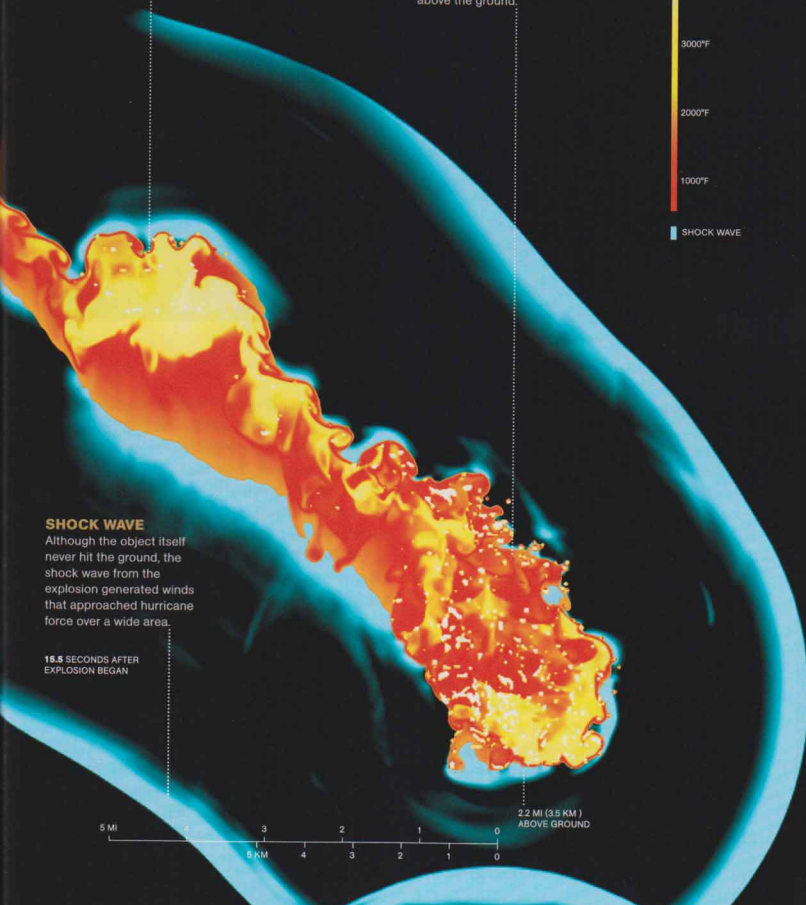 above the ground.
3000°F
2000°F
1000°F
SHOCK WAVE
SHOCK WAVE
Although the object itself
never hit the ground, the
shock wave from the
explosion generated winds
that approached hurricane
force over a wide area.
15.5 SECONDS AFTER
EXPLOSION BEGAN
2.2 MI (3.5 KM )
ABOVE GROUND
5 MI 4 3 2 1 0
5 KM 4 3 2 1 0